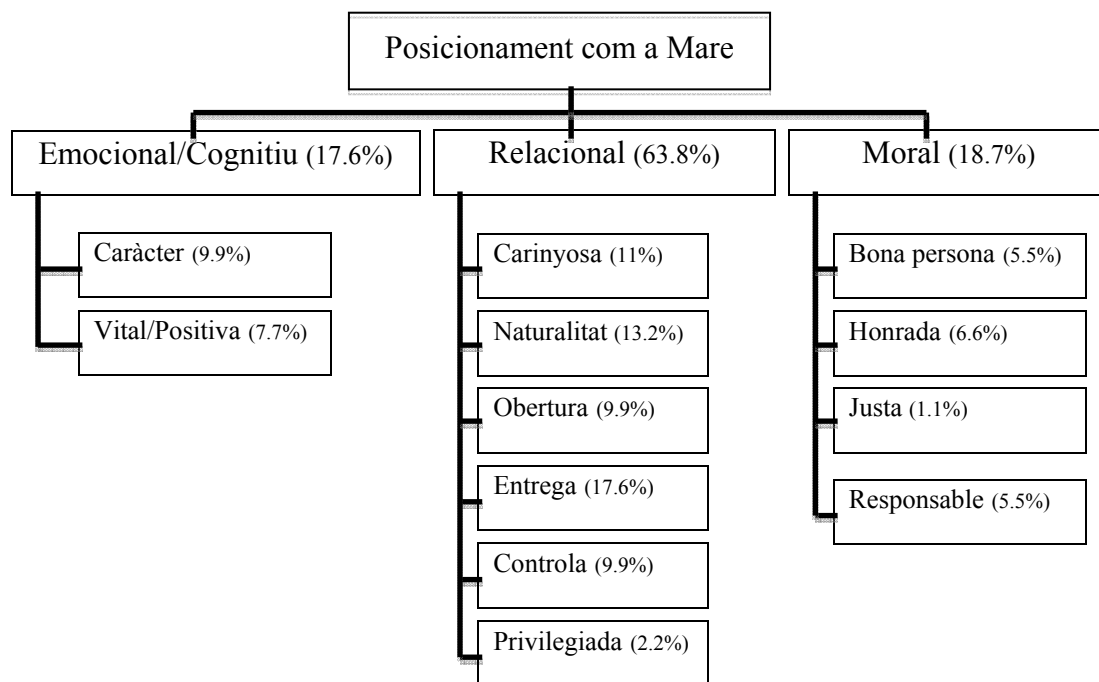 Posicionament com a Mare
Emocional/Cognitiu (17.6%)
Relacional (63.8%)
Moral (18.7%)
Caràcter (9.9%)
Vital/Positiva (7.7%)
Carinyosa (11%)
Naturalitat (13.2%)
Obertura (9.9%)
Entrega (17.6%)
Controla (9.9%)
Privilegiada (2.2%)
Bona persona (5.5%)
Honrada (6.6%)
Justa (1.1%)
Responsable (5.5%)